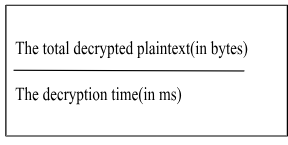 The total decrypted plaintext(in bytes)
The decryption time(in ms)